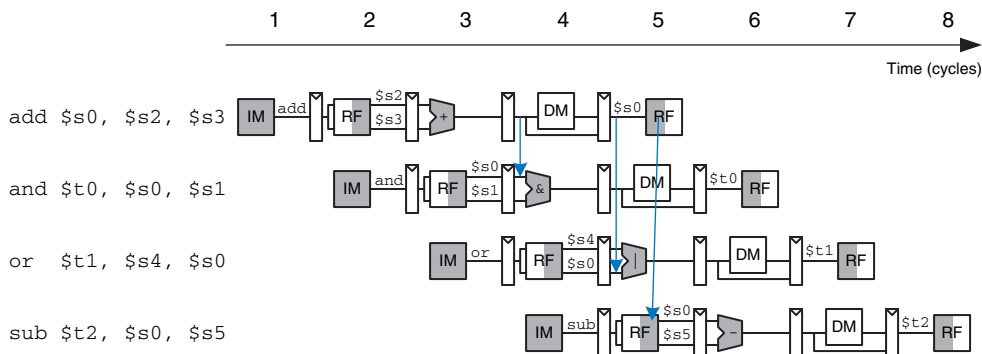 1 2 3 4 5 6 7 8
Time (cycles)
add $s0, $s2, $s3 IM add RF $s2 $s3 + DM $s0 RF
and $t0, $s0, $s1 IM and RF $s0 $s1 & DM $t0 RF
or $t1, $s4, $s0 IM or RF $s4 $s0 | DM $t1 RF
sub $t2, $s0, $s5 IM sub RF $s0 $s5 - DM $t2 RF